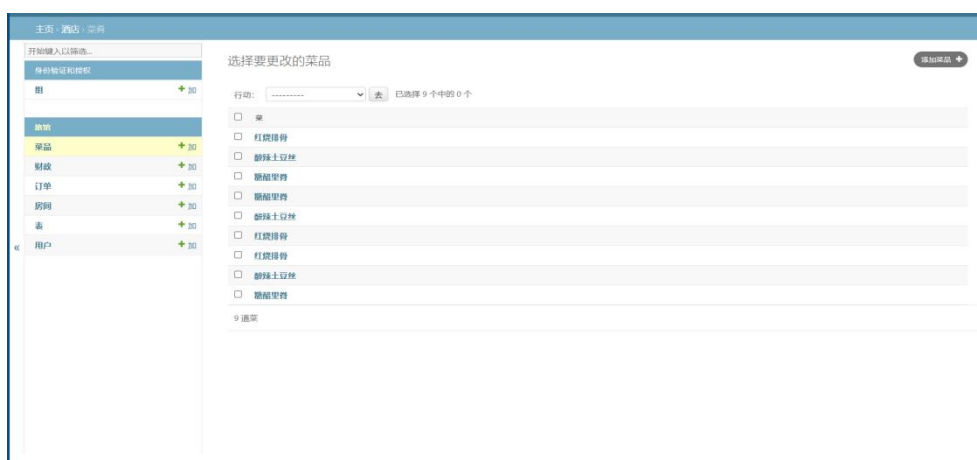 主页 › 酒店 › 菜肴
开始键入以筛选...
身份验证和授权
组
+ 加
酒店
菜品
+ 加
财政
+ 加
订单
+ 加
房间
+ 加
表
+ 加
用户
+ 加
«
选择要更改的菜品
添加菜品 +
行动: --------- 去 已选择 9 个中的 0 个
菜
红烧排骨
酸辣土豆丝
糖醋里脊
糖醋里脊
酸辣土豆丝
红烧排骨
红烧排骨
酸辣土豆丝
糖醋里脊
9 道菜